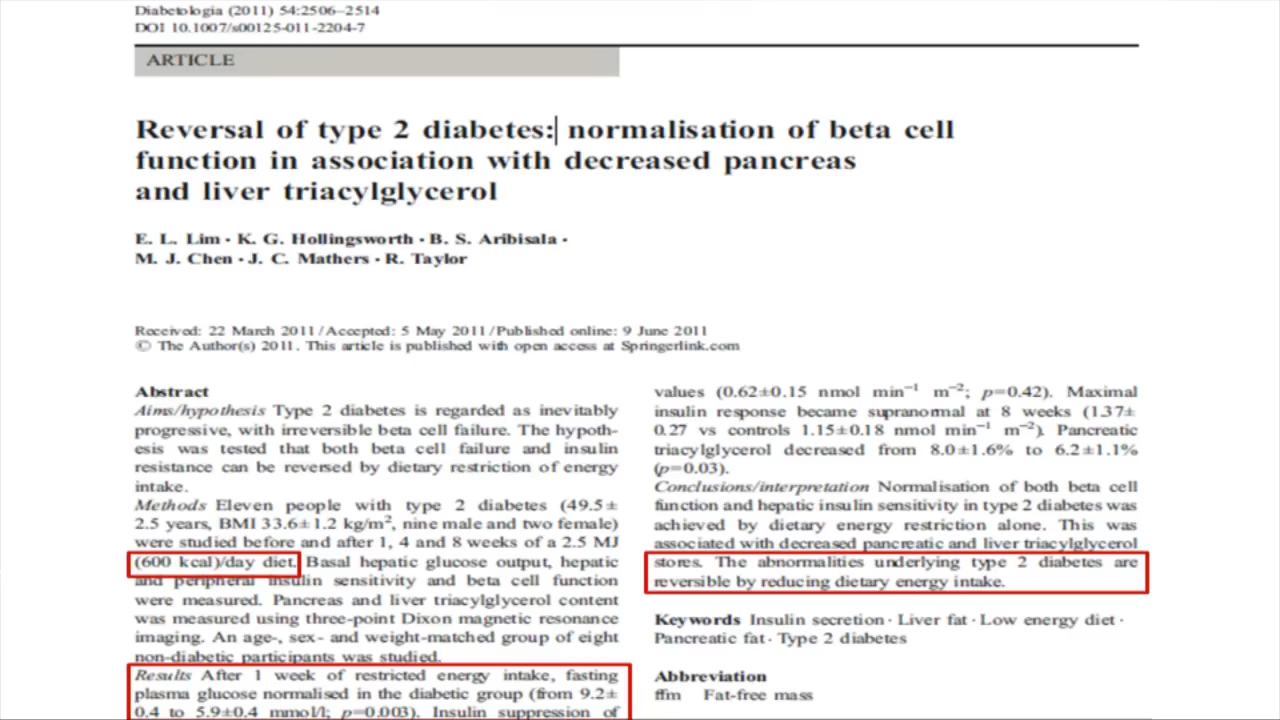 Diabetologia (2011) 54:2506–2514
DOI 10.1007/s00125-011-2204-7
ARTICLE
Reversal of type 2 diabetes: normalisation of beta cell
function in association with decreased pancreas
and liver triacylglycerol
E. L. Lim · K. G. Hollingsworth · B. S. Aribisala ·
M. J. Chen · J. C. Mathers · R. Taylor
Received: 22 March 2011 / Accepted: 5 May 2011 / Published online: 9 June 2011
© The Author(s) 2011. This article is published with open access at Springerlink.com
Abstract
Aims/hypothesis Type 2 diabetes is regarded as inevitably
progressive, with irreversible beta cell failure. The hypoth-
esis was tested that both beta cell failure and insulin
resistance can be reversed by dietary restriction of energy
intake.
Methods Eleven people with type 2 diabetes (49.5±
2.5 years, BMI 33.6±1.2 kg/m², nine male and two female)
were studied before and after 1, 4 and 8 weeks of a 2.5 MJ
(600 kcal)/day diet. Basal hepatic glucose output, hepatic
and peripheral insulin sensitivity and beta cell function
were measured. Pancreas and liver triacylglycerol content
was measured using three-point Dixon magnetic resonance
imaging. An age-, sex- and weight-matched group of eight
non-diabetic participants was studied.
Results After 1 week of restricted energy intake, fasting
plasma glucose normalised in the diabetic group (from 9.2±
0.4 to 5.9±0.4 mmol/l; p=0.003). Insulin suppression of
values (0.62±0.15 nmol min⁻¹ m⁻²; p=0.42). Maximal
insulin response became supranormal at 8 weeks (1.37±
0.27 vs controls 1.15±0.18 nmol min⁻¹ m⁻²). Pancreatic
triacylglycerol decreased from 8.0±1.6% to 6.2±1.1%
(p=0.03).
Conclusions/interpretation Normalisation of both beta cell
function and hepatic insulin sensitivity in type 2 diabetes was
achieved by dietary energy restriction alone. This was
associated with decreased pancreatic and liver triacylglycerol
stores. The abnormalities underlying type 2 diabetes are
reversible by reducing dietary energy intake.
Keywords Insulin secretion · Liver fat · Low energy diet ·
Pancreatic fat · Type 2 diabetes
Abbreviation
ffm Fat-free mass